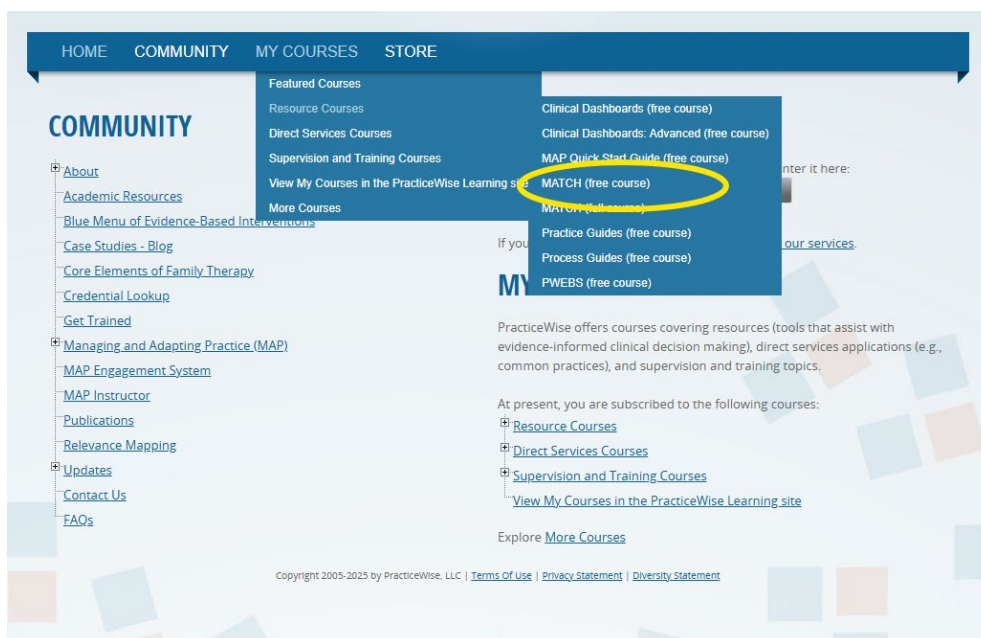 HOME COMMUNITY MY COURSES STORE
Featured Courses
Resource Courses
Direct Services Courses
Supervision and Training Courses
View My Courses in the PracticeWise Learning site
More Courses
Clinical Dashboards (free course)
Clinical Dashboards: Advanced (free course)
MAP Quick Start Guide (free course)
MATCH (free course)
MATCH (full course)
Practice Guides (free course)
Process Guides (free course)
PWEBS (free course)
COMMUNITY
About
Academic Resources
Blue Menu of Evidence-Based Interventions
Case Studies - Blog
Core Elements of Family Therapy
Credential Lookup
Get Trained
Managing and Adapting Practice (MAP)
MAP Engagement System
MAP Instructor
Publications
Relevance Mapping
Updates
Contact Us
FAQs
enter it here:
If you our services.
MY
PracticeWise offers courses covering resources (tools that assist with
evidence-informed clinical decision making), direct services applications (e.g.,
common practices), and supervision and training topics.
At present, you are subscribed to the following courses:
Resource Courses
Direct Services Courses
Supervision and Training Courses
View My Courses in the PracticeWise Learning site
Explore More Courses
Copyright 2005-2025 by PracticeWise, LLC | Terms Of Use | Privacy Statement | Diversity Statement